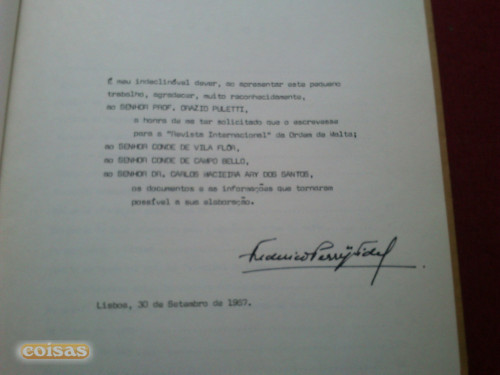 É meu indeclinável dever, ao apresentar este pequeno
trabalho, agradecer, muito reconhecidamente,
ao SENHOR PROF. ORAZIO PULETTI,
a honra de me ter solicitado que o escrevesse
para a "Revista Internacional" da Ordem de Malta;
ao SENHOR CONDE DE VILA FLÔR,
ao SENHOR CONDE DE CAMPO BELLO,
ao SENHOR DR. CARLOS MACIEIRA ARY DOS SANTOS,
os documentos e as informações que tornaram
possível a sua elaboração.
Lisboa, 30 de Setembro de 1967.
coisas